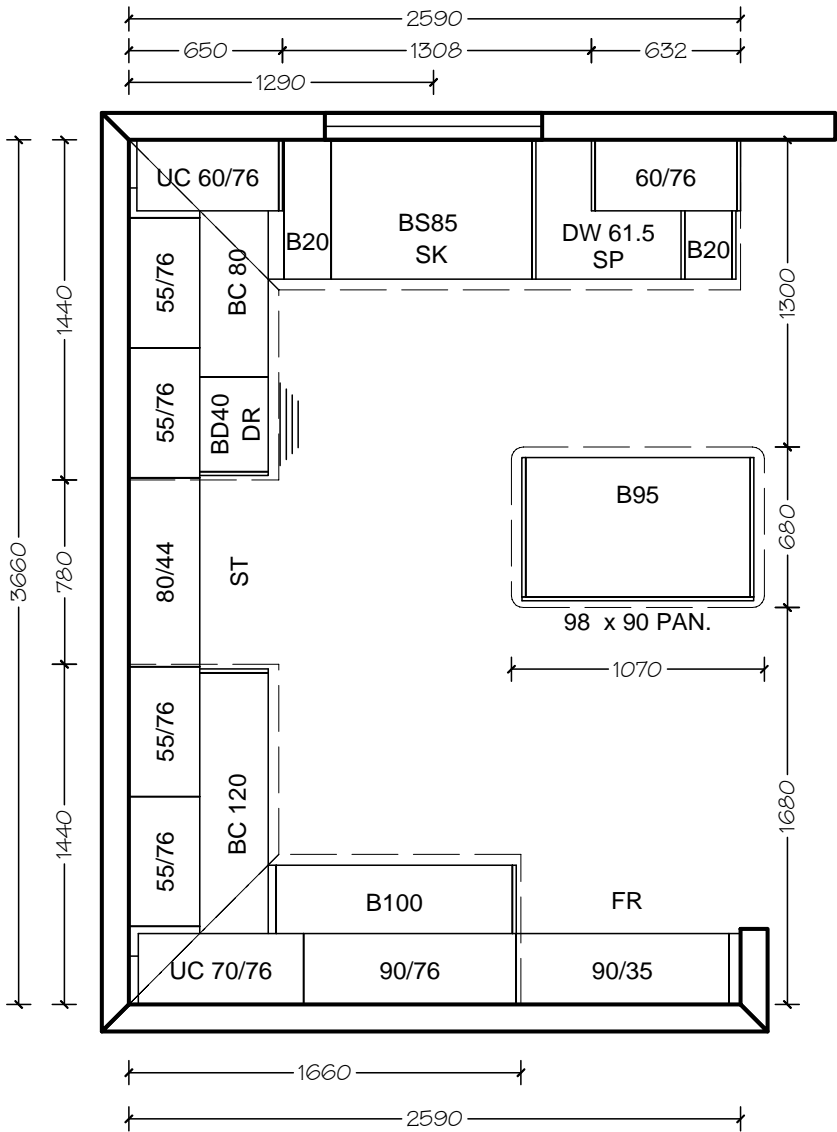 2590
650
1308
632
1290
UC 60/76
60/76
B20
BS85
SK
DW 61.5
SP
B20
55/76
BC 80
1440
1300
55/76
BD40
DR
B95
680
3660
780
80/44
ST
98 x 90 PAN.
1070
55/76
BC 120
1440
1680
55/76
B100
FR
UC 70/76
90/76
90/35
1660
2590